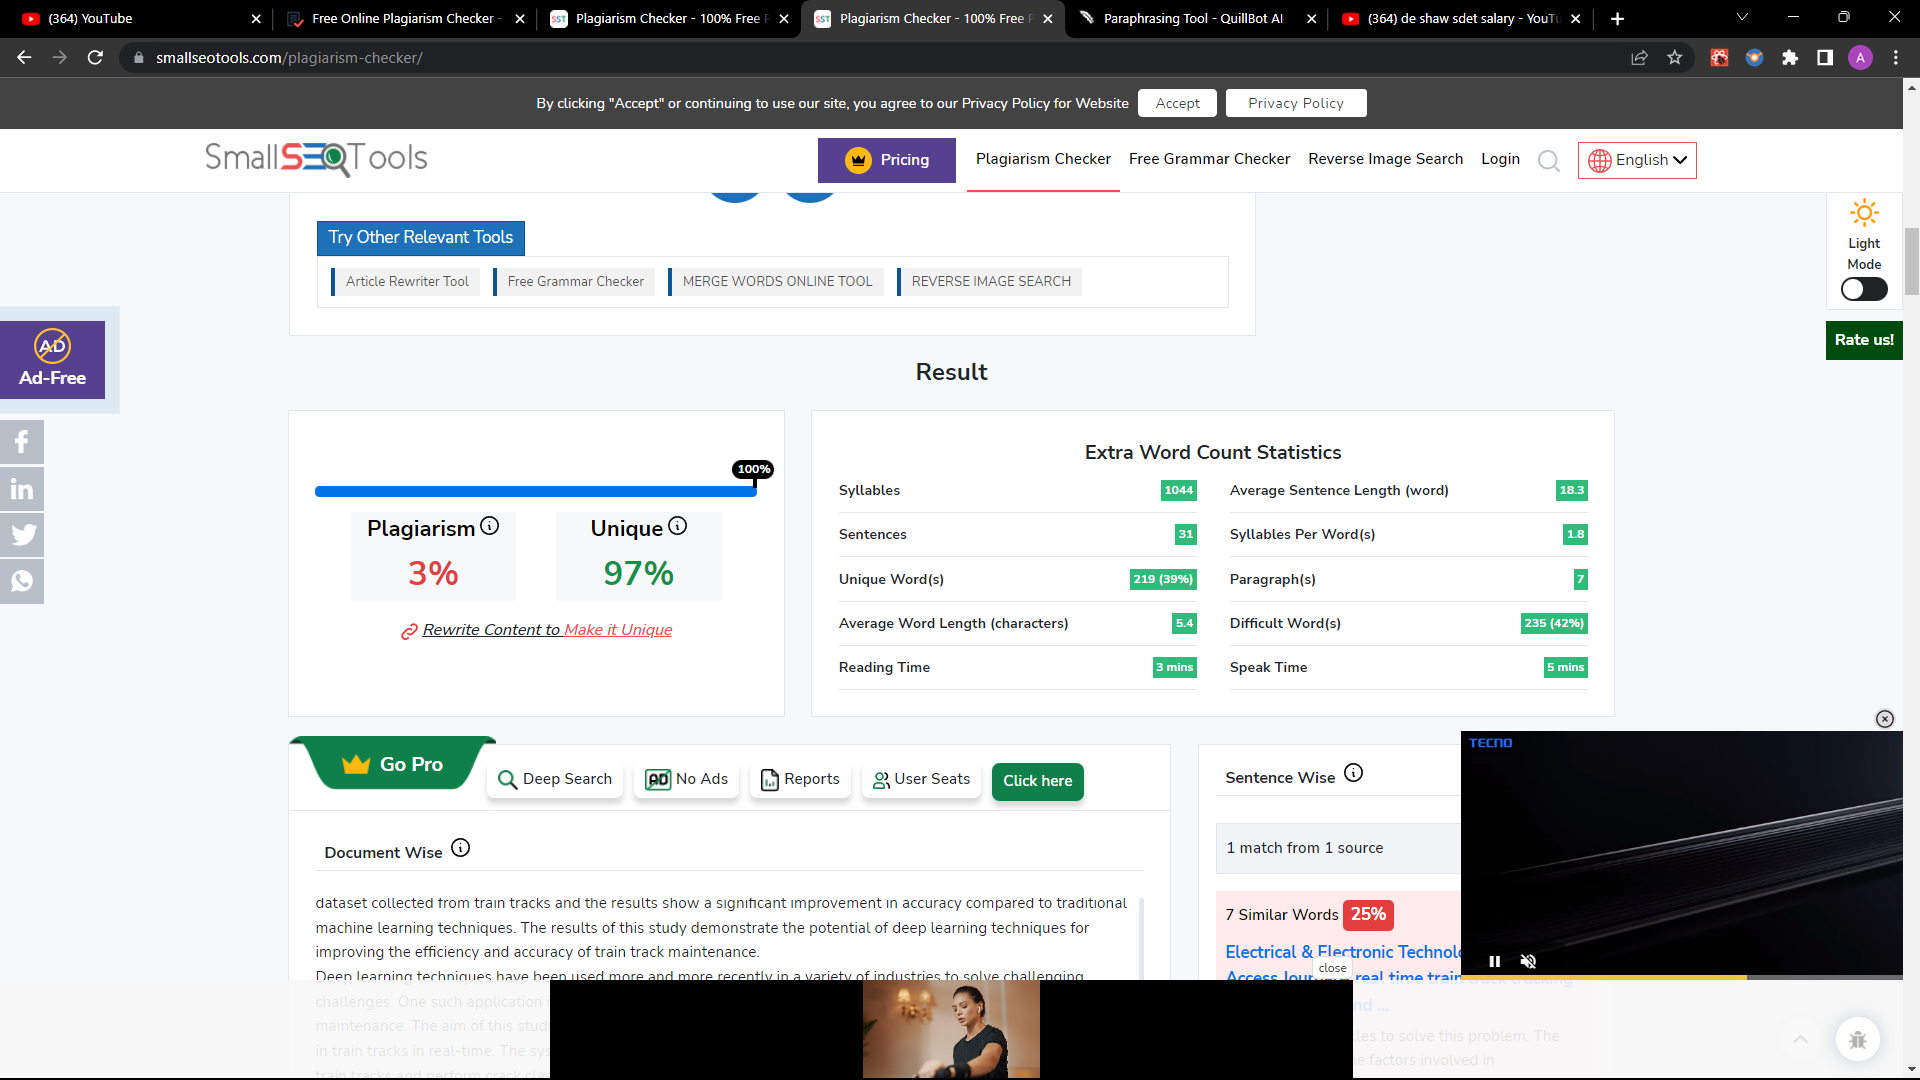 (364) YouTube
Free Online Plagiarism Checker -
Plagiarism Checker - 100% Free
Plagiarism Checker - 100% Free
Paraphrasing Tool - QuillBot AI
(364) de shaw sdet salary - YouTu
smallseotools.com/plagiarism-checker/
A
By clicking "Accept" or continuing to use our site, you agree to our Privacy Policy for Website
Accept
Privacy Policy
SmallSEOTools
Pricing
Plagiarism Checker
Free Grammar Checker
Reverse Image Search
Login
English
Try Other Relevant Tools
Article Rewriter Tool
Free Grammar Checker
MERGE WORDS ONLINE TOOL
REVERSE IMAGE SEARCH
Light
Mode
Rate us!
AD
Ad-Free
Result
100%
Plagiarism
3%
Unique
97%
Rewrite Content to Make it Unique
Extra Word Count Statistics
Syllables 1044
Average Sentence Length (word) 18.3
Sentences 31
Syllables Per Word(s) 1.8
Unique Word(s) 219 (39%)
Paragraph(s) 7
Average Word Length (characters) 5.4
Difficult Word(s) 235 (42%)
Reading Time 3 mins
Speak Time 5 mins
Go Pro
Deep Search
AD No Ads
Reports
User Seats
Click here
Document Wise
dataset collected from train tracks and the results show a significant improvement in accuracy compared to traditional
machine learning techniques. The results of this study demonstrate the potential of deep learning techniques for
improving the efficiency and accuracy of train track maintenance.
Deep learning techniques have been used more and more recently in a variety of industries to solve challenging
challenges. One such application
maintenance. The aim of this stud
in train tracks in real-time. The sys
train tracks and perform crack clas
Sentence Wise
1 match from 1 source
7 Similar Words 25%
Electrical & Electronic Technolo
Access Jour real time train track tracking
nd ...
cles to solve this problem. The
e factors involved in
TECNO
close